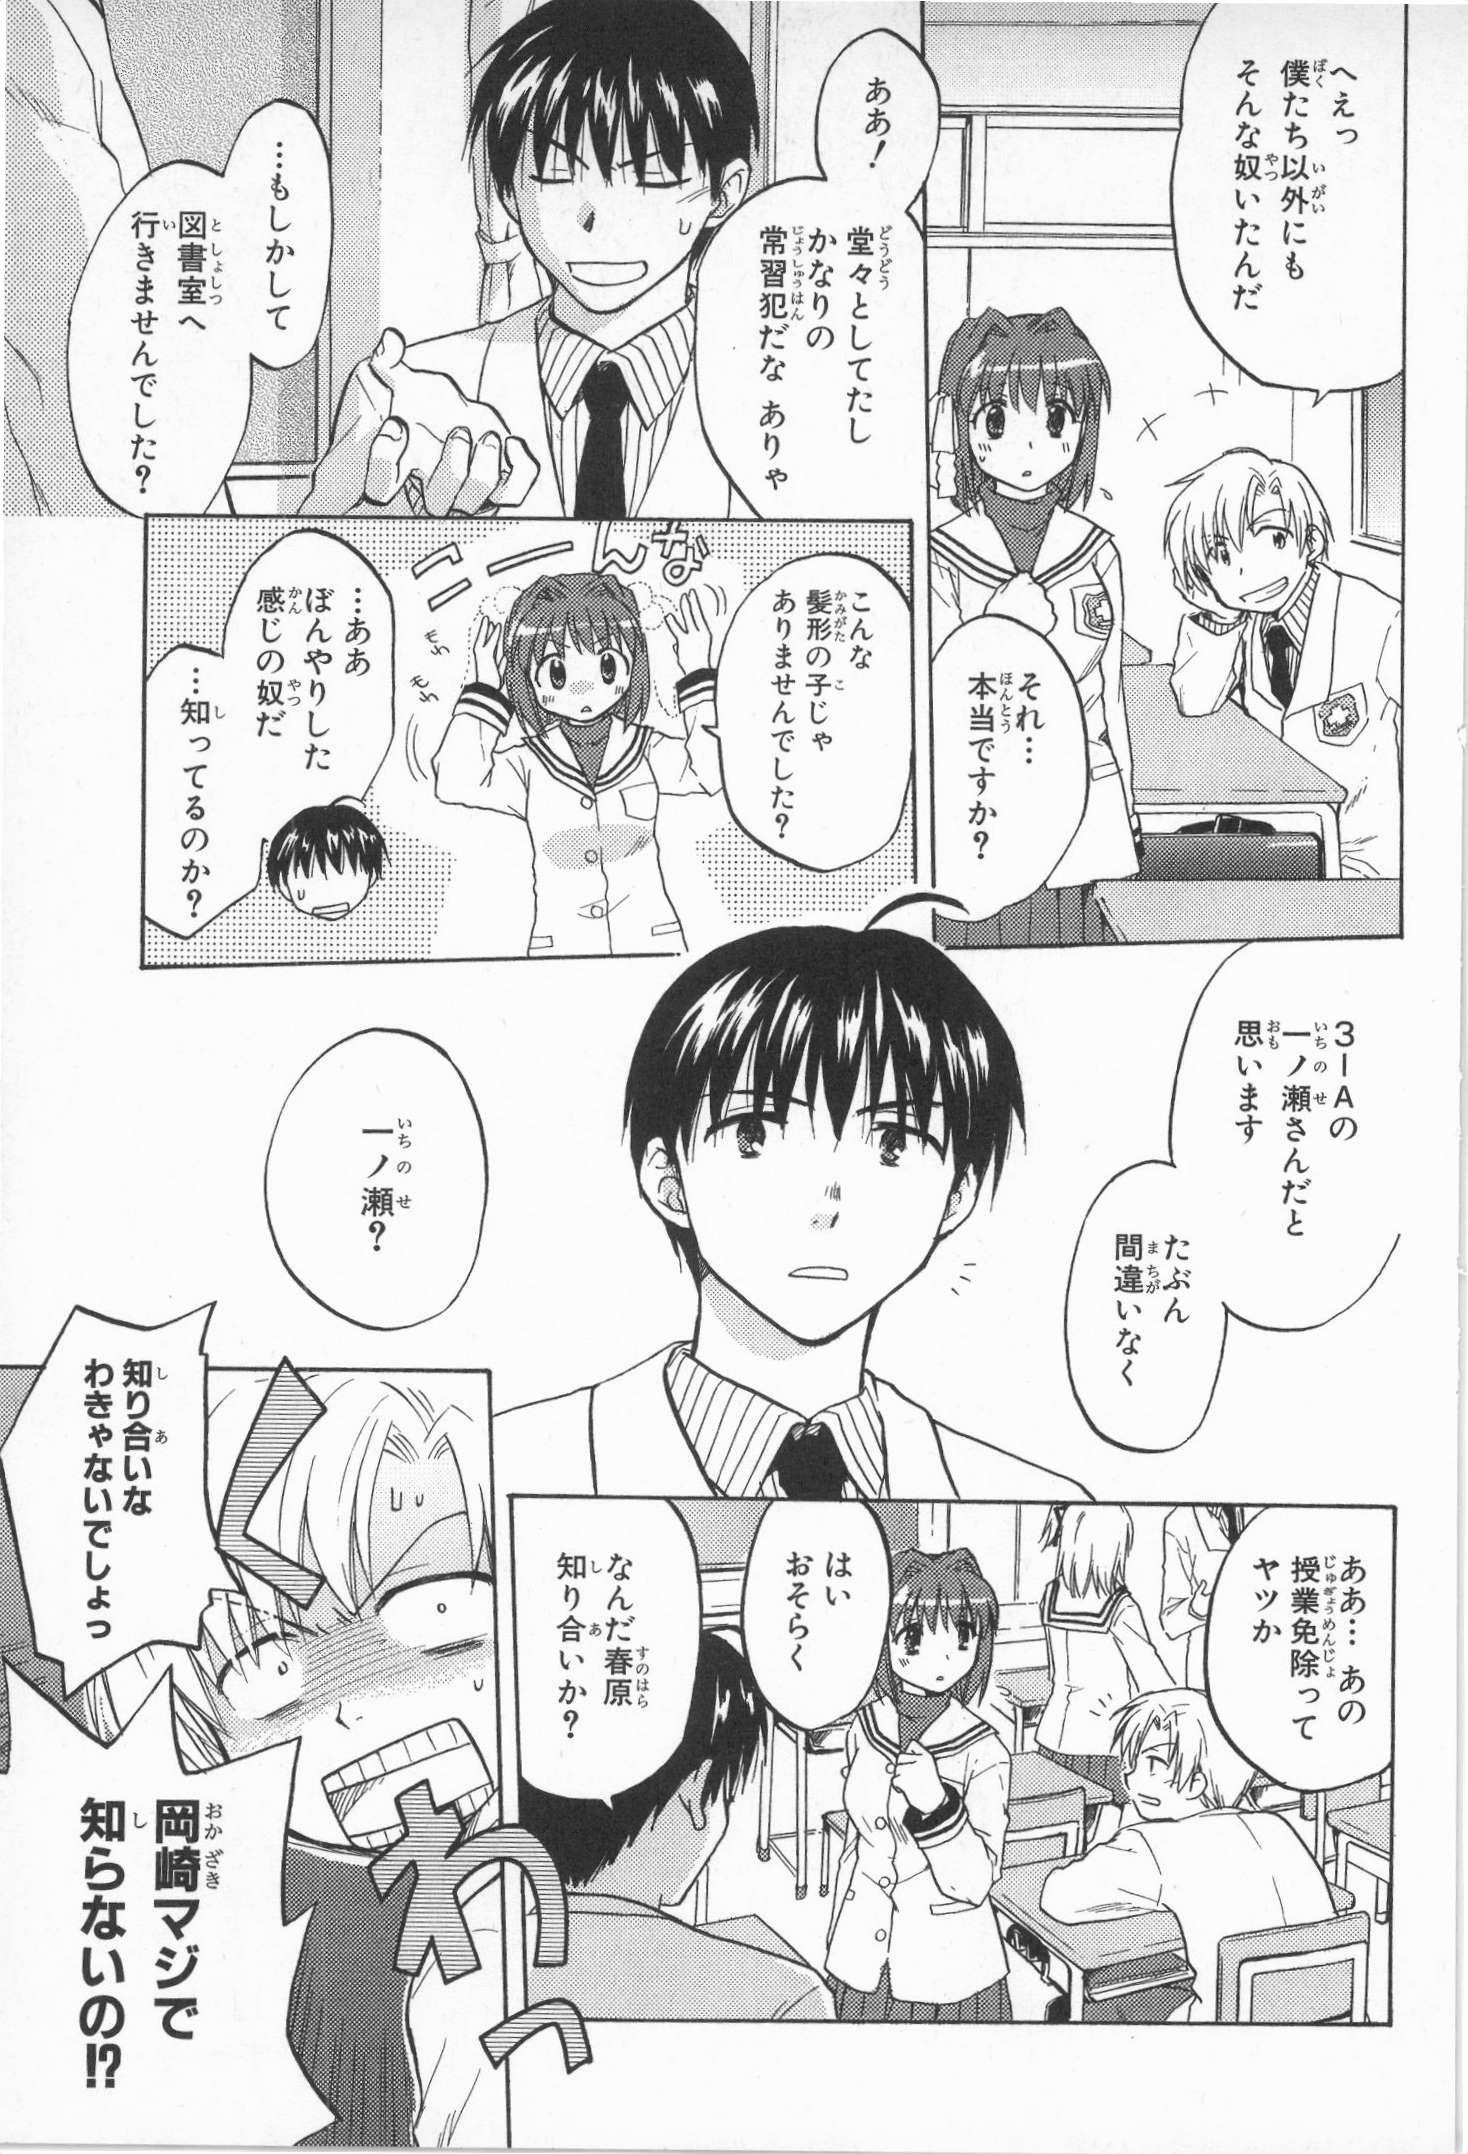 へえっ
僕たち以外にも
そんな奴いたんだ
それ…
本当ですか？
ああ！
堂々としてたし
かなりの
常習犯だな ありゃ
…もしかして
図書室へ
行きませんでした？
こんな
髪形の子じゃ
ありませんでした？
こーんな
もわ
もわ
…ああ
ぼんやりした
感じの奴だ
…知ってるのか？
3－Aの
一ノ瀬さんだと
思います
たぶん
間違いなく
一ノ瀬？
ああ… あの
授業免除って
ヤツか
はい
おそらく
なんだ春原
知り合いか？
くわっ
知り合いな
わきゃないでしょっ
岡崎マジで
知らないの!?